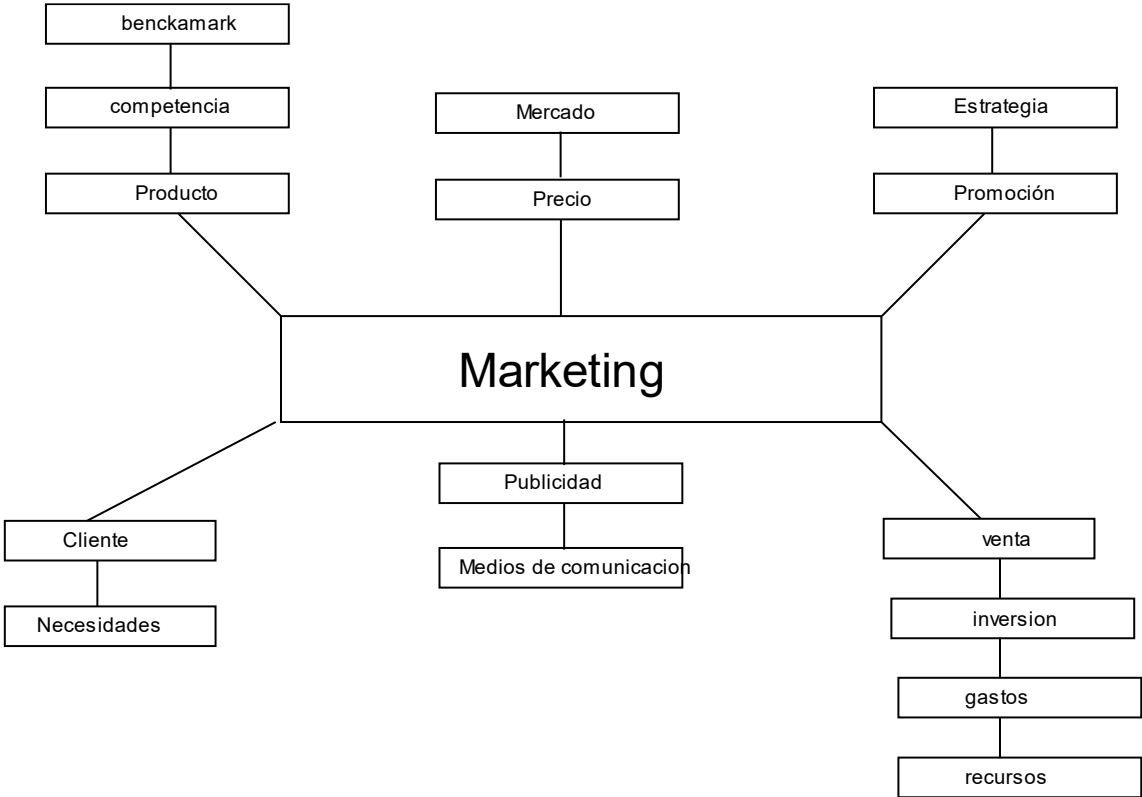 benckamark
competencia
Producto
Mercado
Precio
Estrategia
Promoción
Marketing
Cliente
Necesidades
Publicidad
Medios de comunicacion
venta
inversion
gastos
recursos